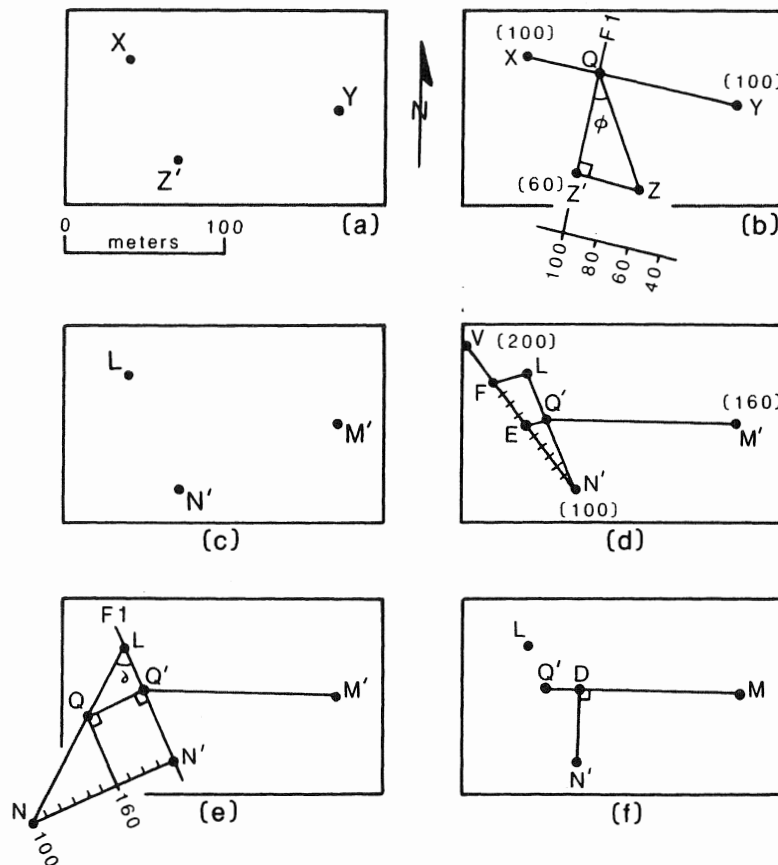 X
Y
Z′
N
0 100
meters
(a)
(100) F1
X Q (100)
Y
ϕ
(60)
Z′ Z
100 80 60 40
(b)
L
M′
N′
(c)
V (200)
L
F
Q′ (160)
E M′
N′
(100)
(d)
F1
L
Q′
Q M′
N′
N
160
100
(e)
L
Q′ D
M
N′
(f)